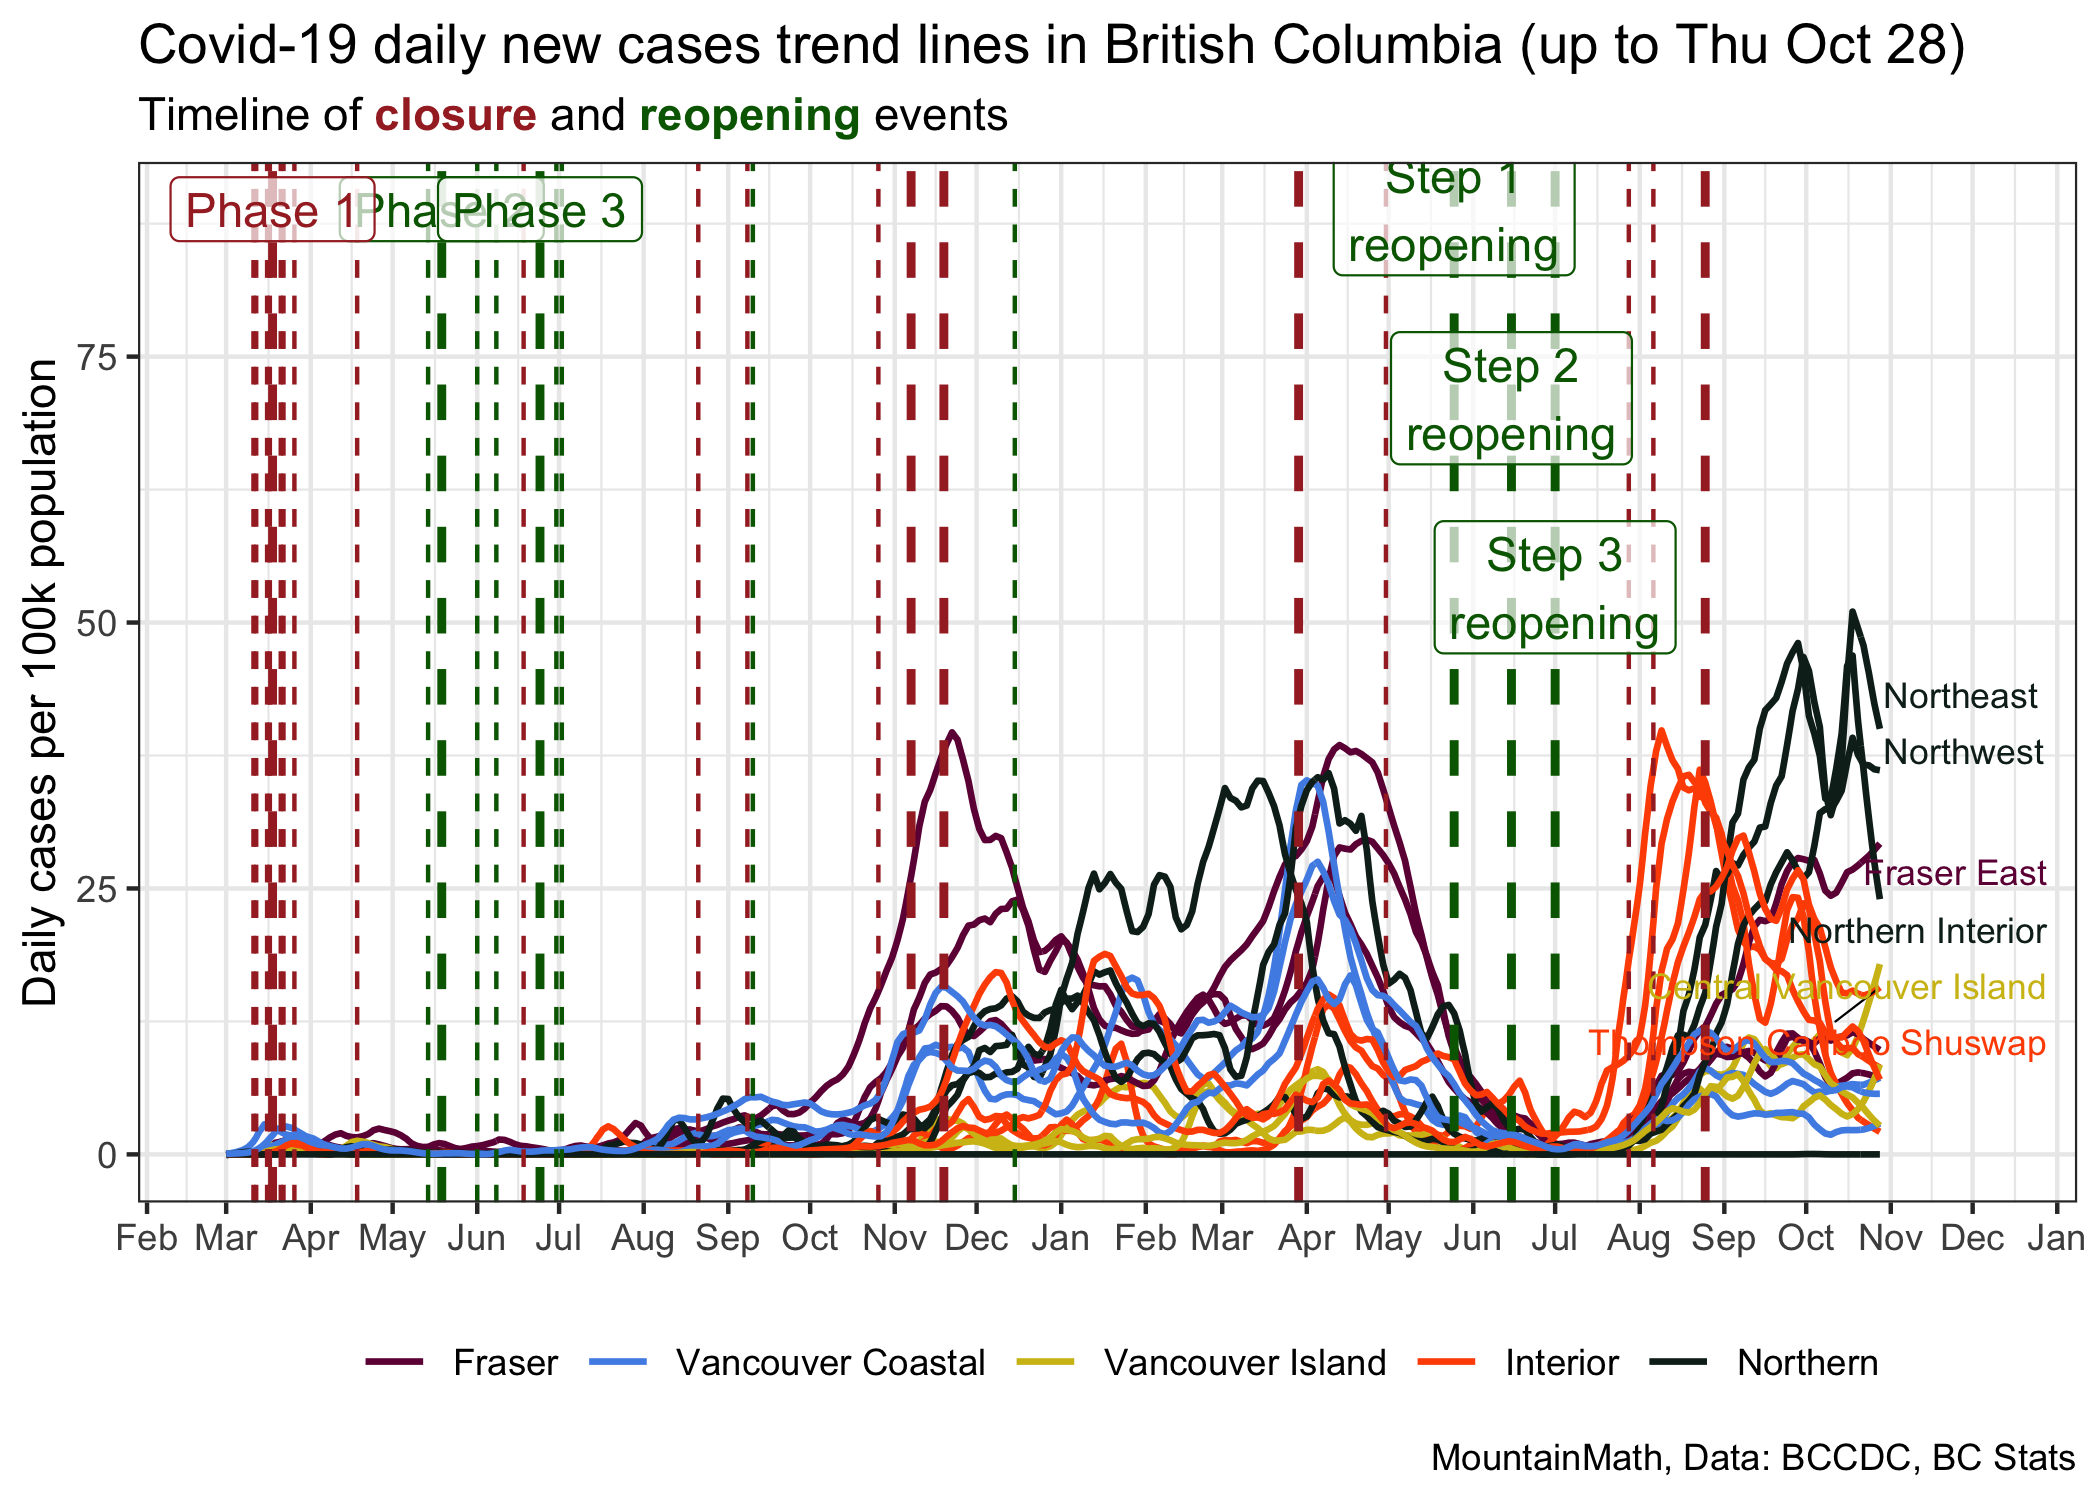 Covid-19 daily new cases trend lines in British Columbia (up to Thu Oct 28)
Timeline of closure and reopening events
Daily cases per 100k population
75
50
25
0
Phase 1
Phase 2
Phase 3
Step 1
reopening
Step 2
reopening
Step 3
reopening
Northeast
Northwest
Fraser East
Northern Interior
Central Vancouver Island
Thompson Cariboo Shuswap
Feb Mar Apr May Jun Jul Aug Sep Oct Nov Dec Jan Feb Mar Apr May Jun Jul Aug Sep Oct Nov Dec Jan
Fraser Vancouver Coastal Vancouver Island Interior Northern
MountainMath, Data: BCCDC, BC Stats